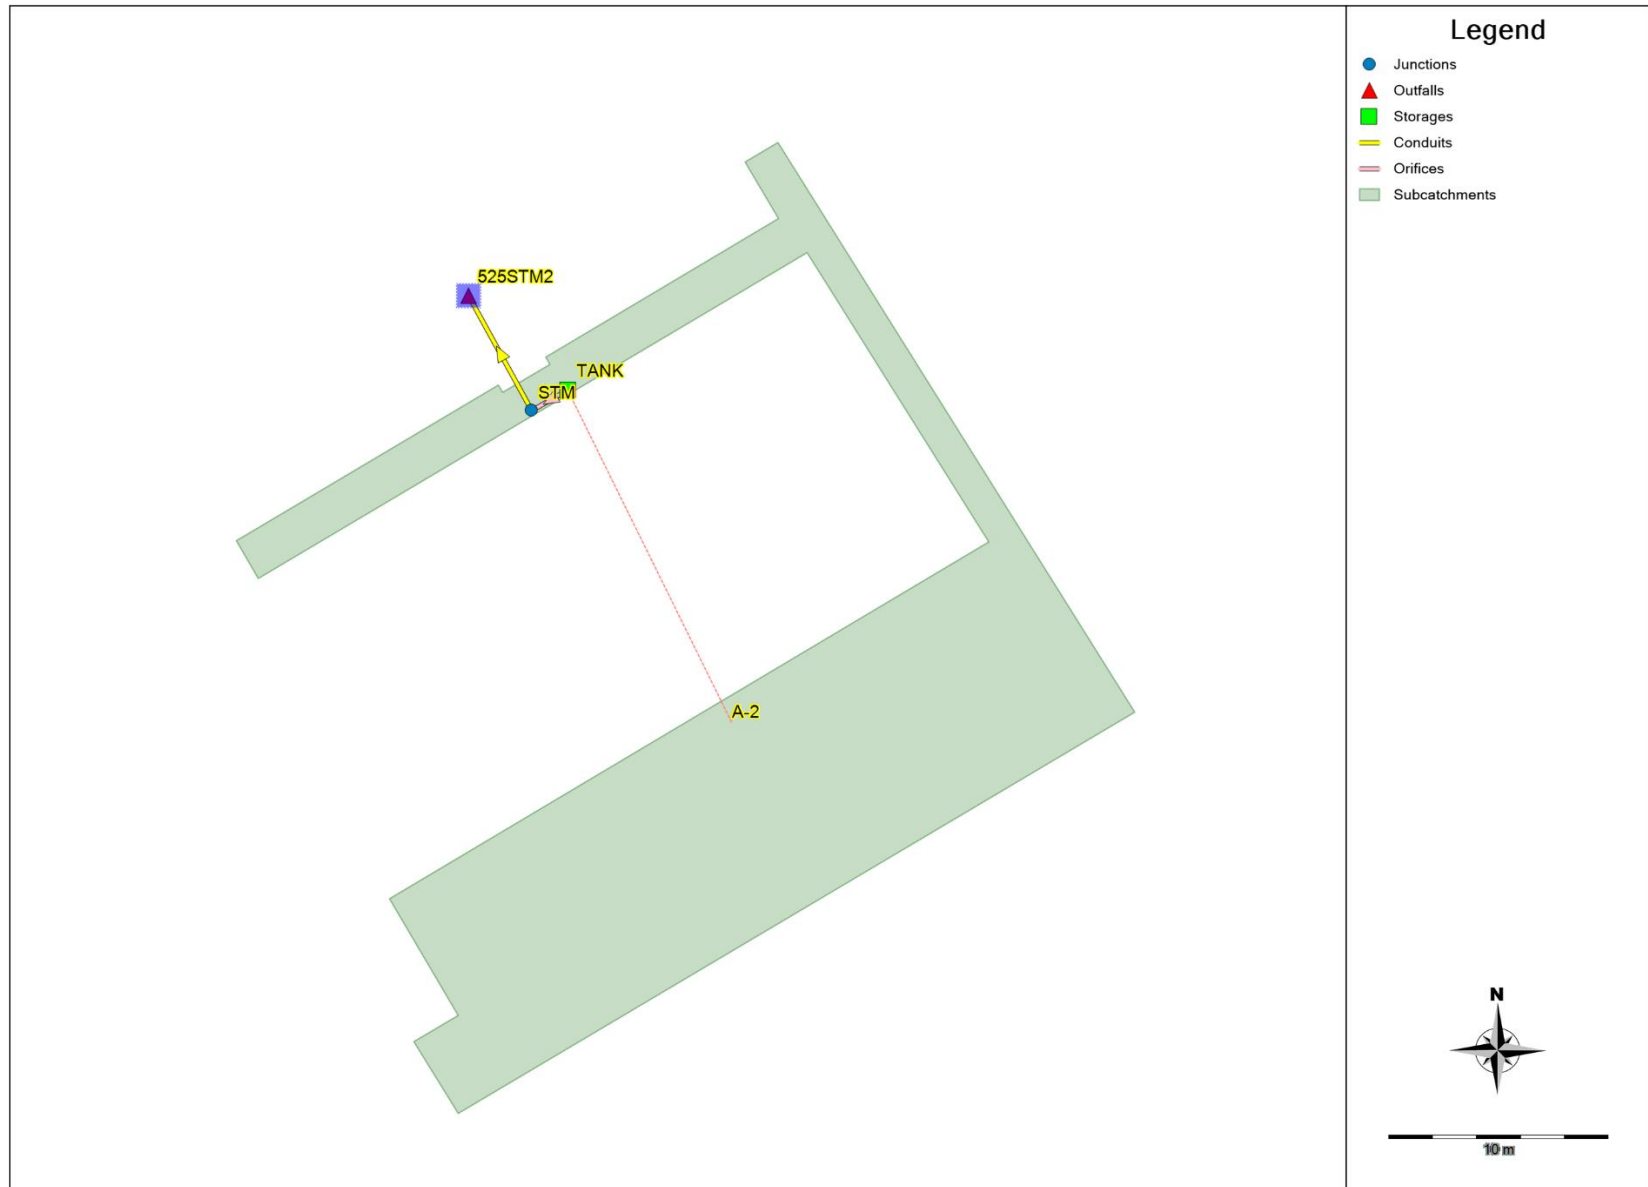 Legend
Junctions
Outfalls
Storages
Conduits
Orifices
Subcatchments
525STM2
TANK
STM
A-2
N
10 m